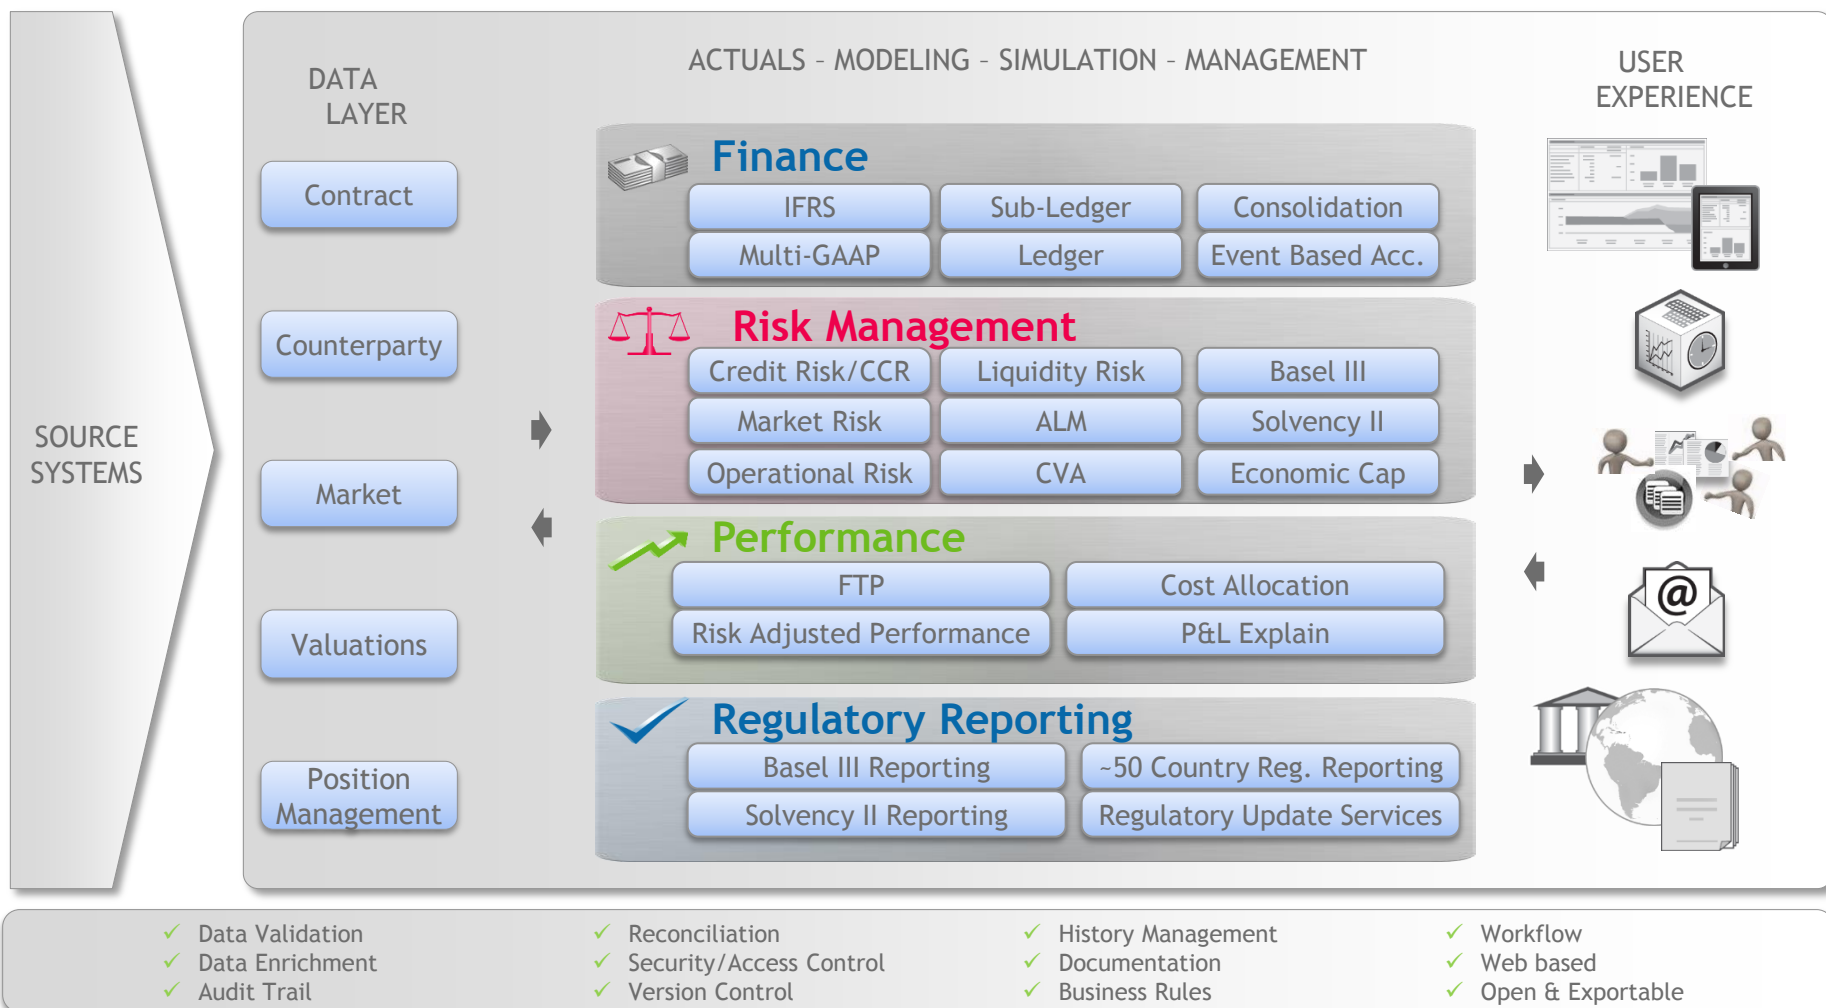 SOURCE
SYSTEMS
DATA
LAYER
Contract
Counterparty
Market
Valuations
Position
Management
ACTUALS – MODELING – SIMULATION – MANAGEMENT
Finance
IFRS
Sub-Ledger
Consolidation
Multi-GAAP
Ledger
Event Based Acc.
Risk Management
Credit Risk/CCR
Liquidity Risk
Basel III
Market Risk
ALM
Solvency II
Operational Risk
CVA
Economic Cap
Performance
FTP
Cost Allocation
Risk Adjusted Performance
P&L Explain
Regulatory Reporting
Basel III Reporting
~50 Country Reg. Reporting
Solvency II Reporting
Regulatory Update Services
USER
EXPERIENCE
@
✓ Data Validation
✓ Data Enrichment
✓ Audit Trail
✓ Reconciliation
✓ Security/Access Control
✓ Version Control
✓ History Management
✓ Documentation
✓ Business Rules
✓ Workflow
✓ Web based
✓ Open & Exportable